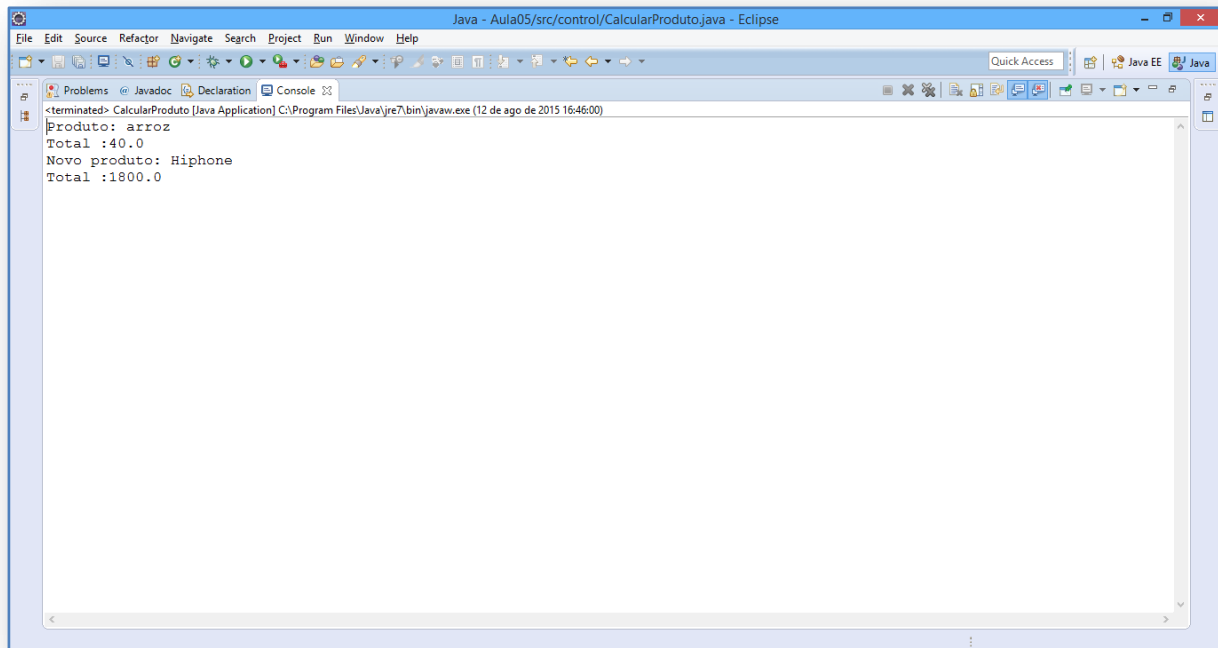 Java - Aula05/src/control/CalcularProduto.java - Eclipse
File Edit Source Refactor Navigate Search Project Run Window Help
Quick Access Java EE Java
Problems @ Javadoc Declaration Console
<terminated> CalcularProduto [Java Application] C:\Program Files\Java\jre7\bin\javaw.exe (12 de ago de 2015 16:46:00)
Produto: arroz
Total :40.0
Novo produto: Hiphone
Total :1800.0